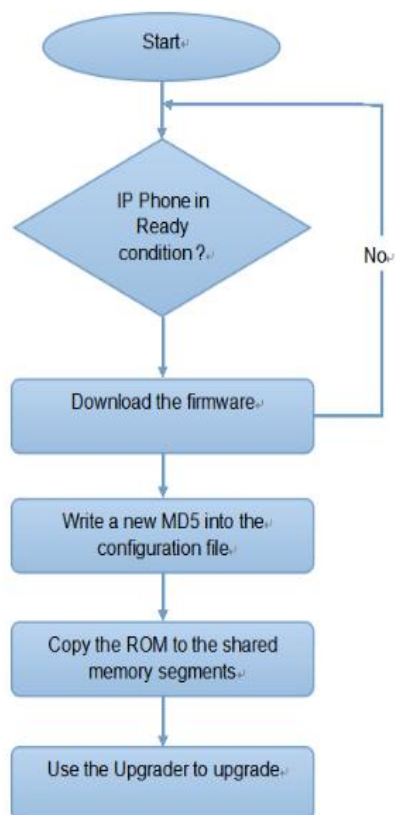 Start
IP Phone in
Ready
condition ?
No
Download the firmware
Write a new MD5 into the
configuration file
Copy the ROM to the shared
memory segments
Use the Upgrader to upgrade